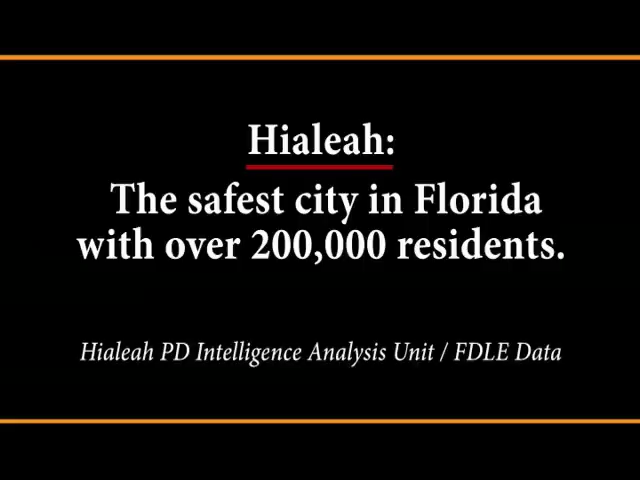 Hialeah:
The safest city in Florida
with over 200,000 residents.
Hialeah PD Intelligence Analysis Unit / FDLE Data